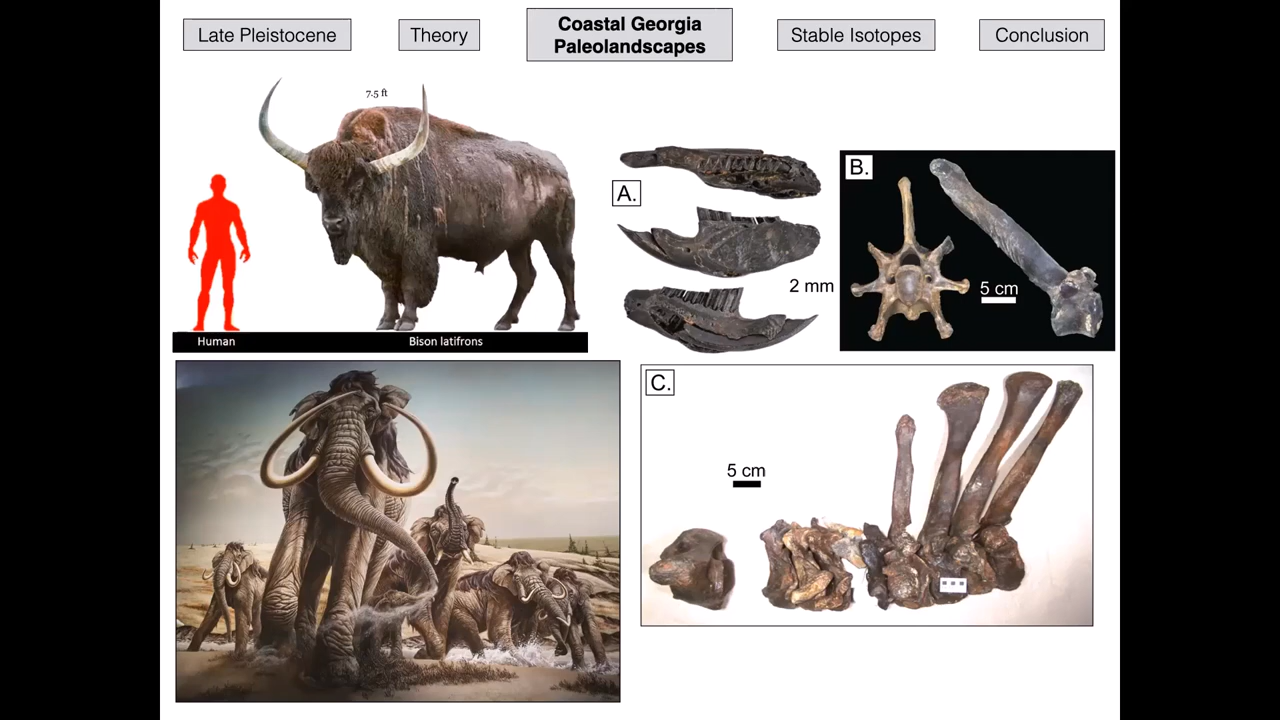 Late Pleistocene
Theory
Coastal Georgia
Paleolandscapes
Stable Isotopes
Conclusion
7.5 ft
Human
Bison latifrons
A.
2 mm
B.
5 cm
C.
5 cm